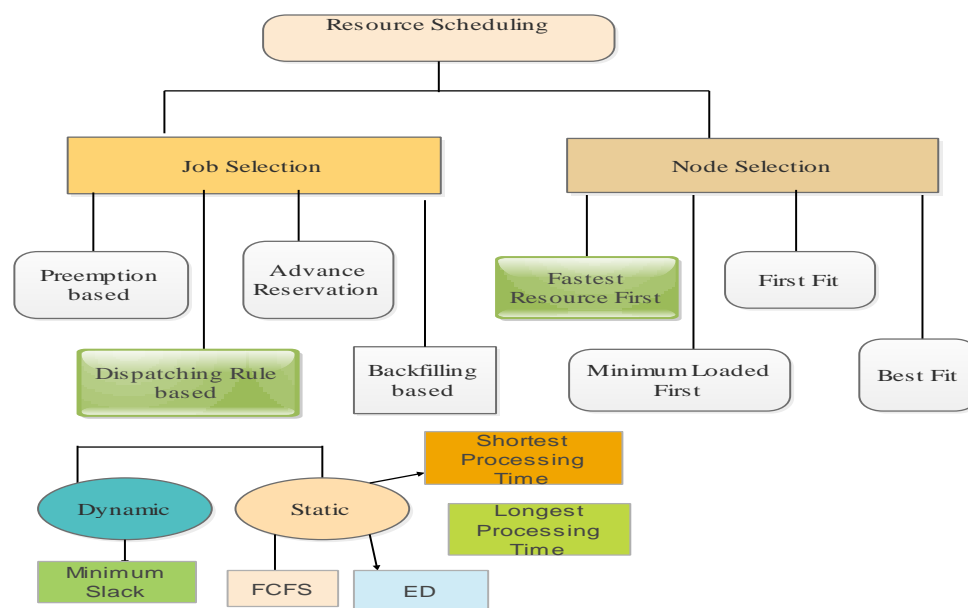 Resource Scheduling
Job Selection
Node Selection
Preemption
based
Advance
Reservation
Fastest
Resource First
First Fit
Dispatching Rule
based
Backfilling
based
Minimum Loaded
First
Best Fit
Shortest
Processing
Time
Dynamic
Static
Longest
Processing
Time
Minimum
Slack
FCFS
ED